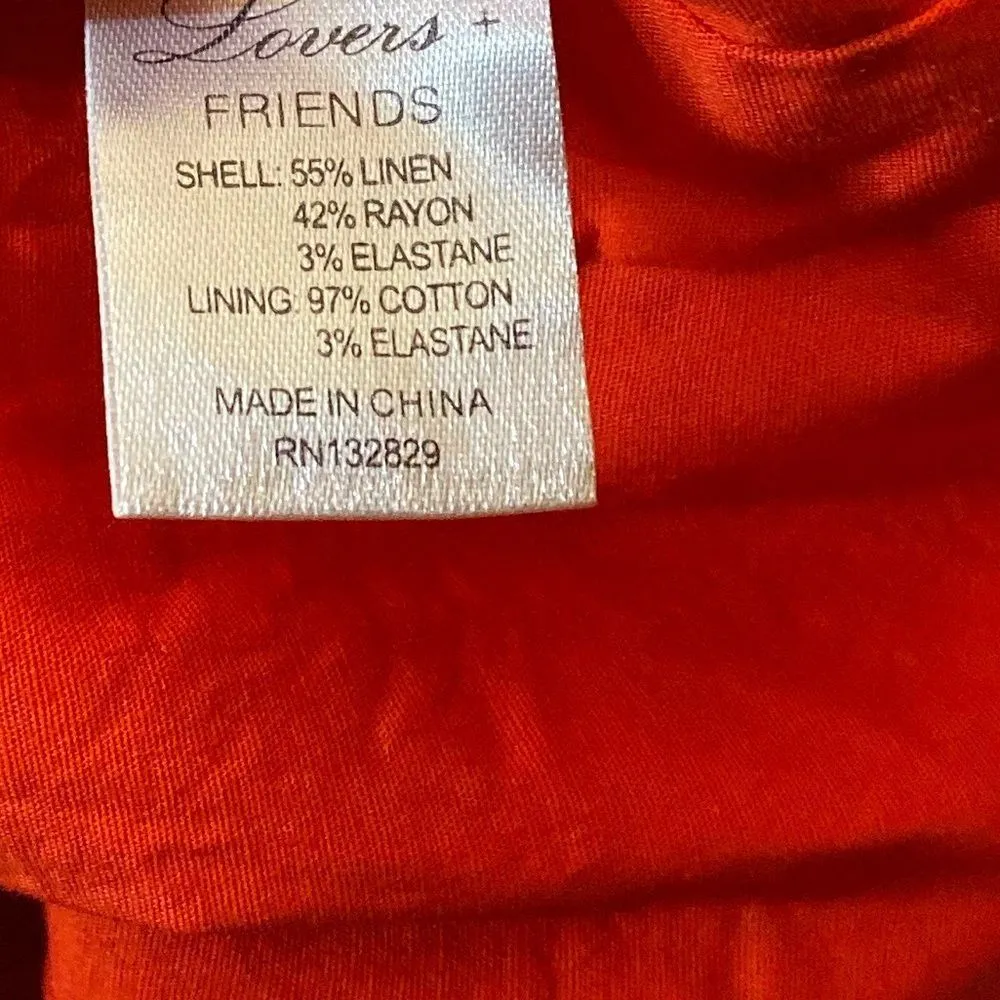 Lovers +
FRIENDS
SHELL: 55% LINEN
42% RAYON
3% ELASTANE
LINING: 97% COTTON
3% ELASTANE
MADE IN CHINA
RN132829